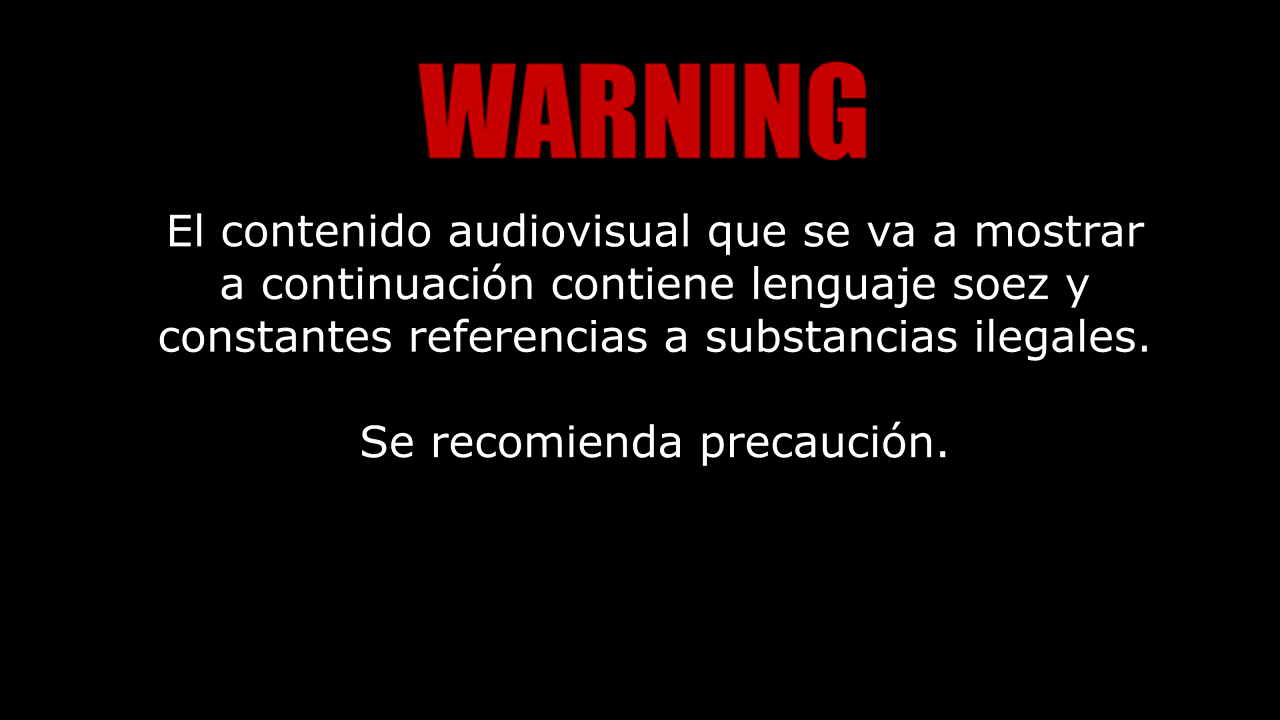 WARNING
El contenido audiovisual que se va a mostrar
a continuación contiene lenguaje soez y
constantes referencias a substancias ilegales.
Se recomienda precaución.